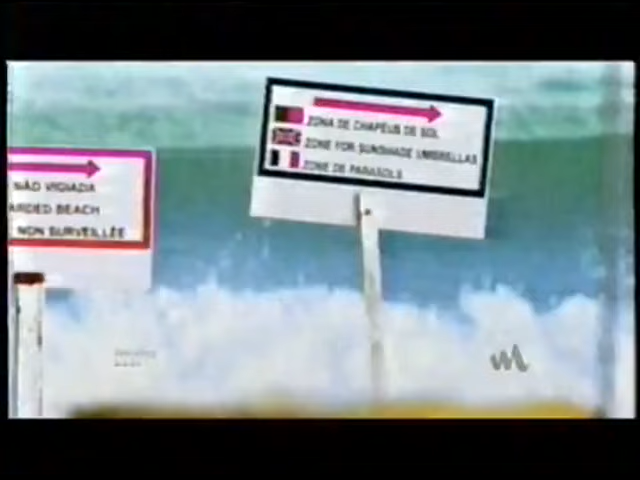 NÃO VIGIADA
ARDED BEACH
NON SURVEILLÉE
ZONA DE CHAPÉUS DE SOL
ZONE FOR SUNSHADE UMBRELLAS
ZONE DE PARASOLS
M